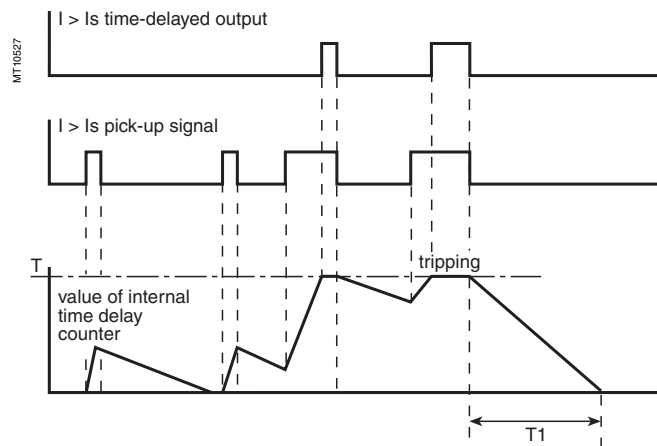 I > Is time-delayed output
MT10527
I > Is pick-up signal
T
tripping
value of internal
time delay
counter
T1